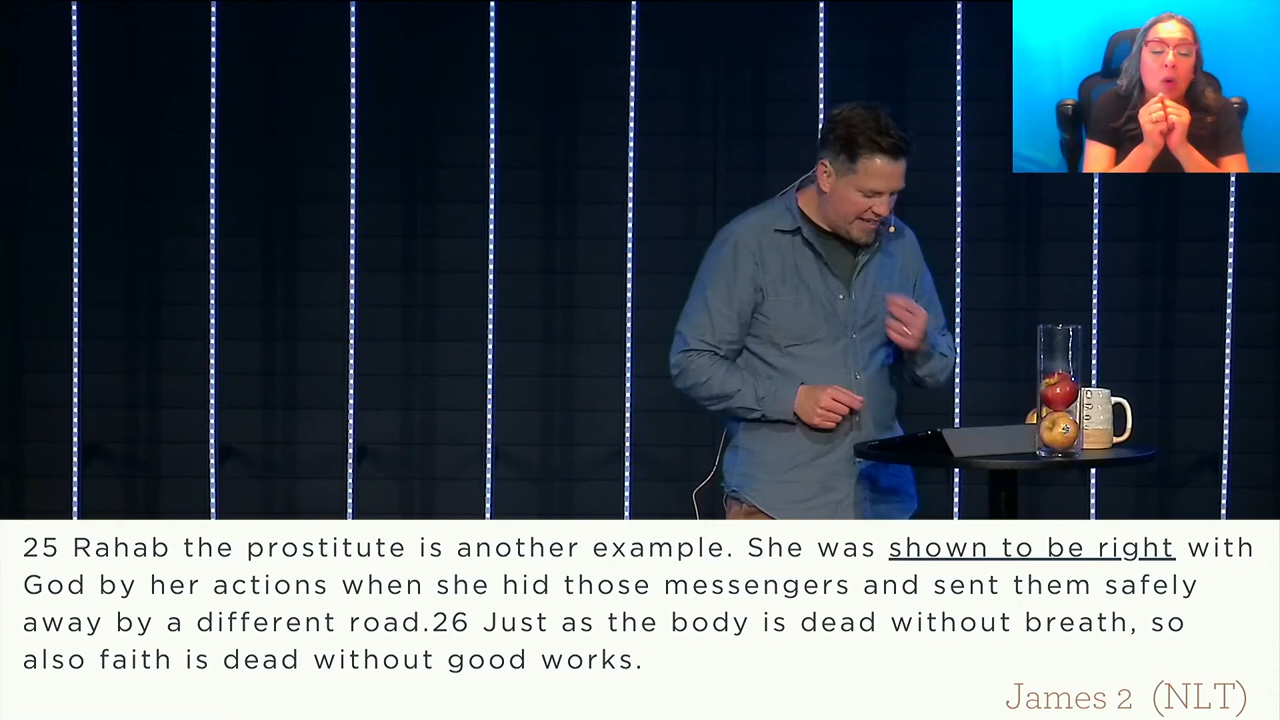 25 Rahab the prostitute is another example. She was shown to be right with
God by her actions when she hid those messengers and sent them safely
away by a different road.26 Just as the body is dead without breath, so
also faith is dead without good works.
James 2 (NLT)